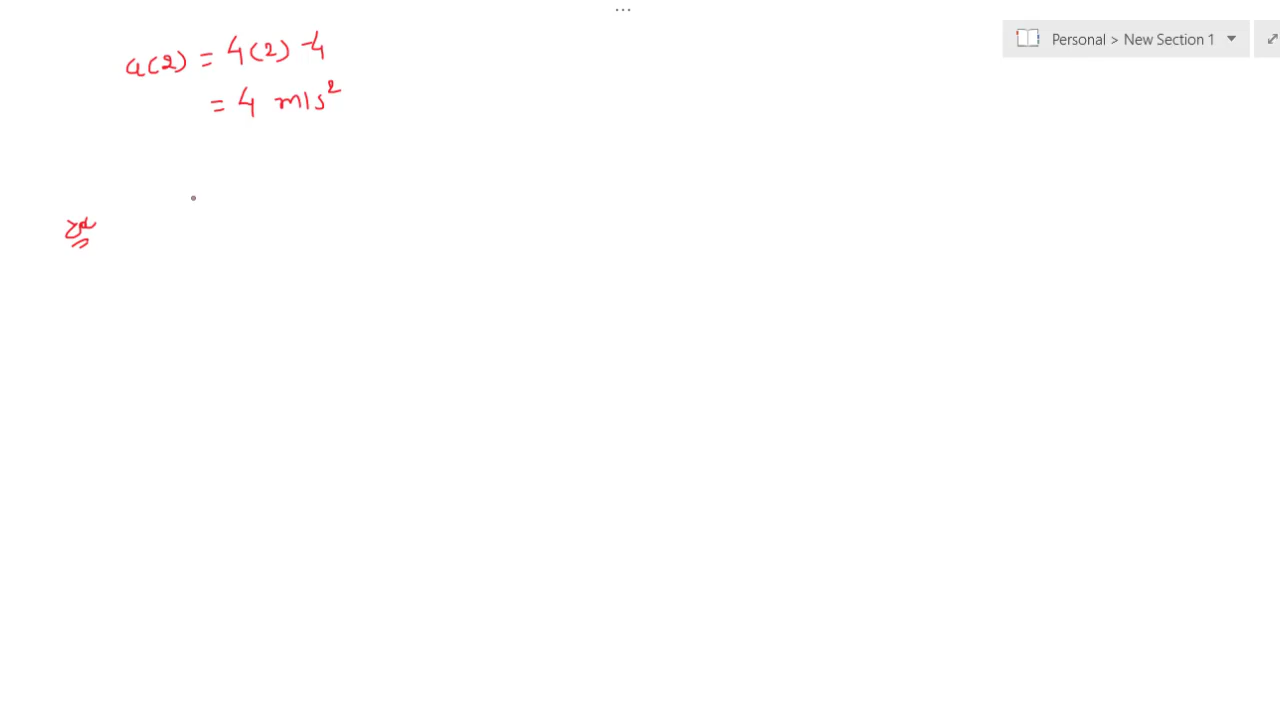 ...
Personal > New Section 1
a(2) = 4(2) -4
= 4 m/s²